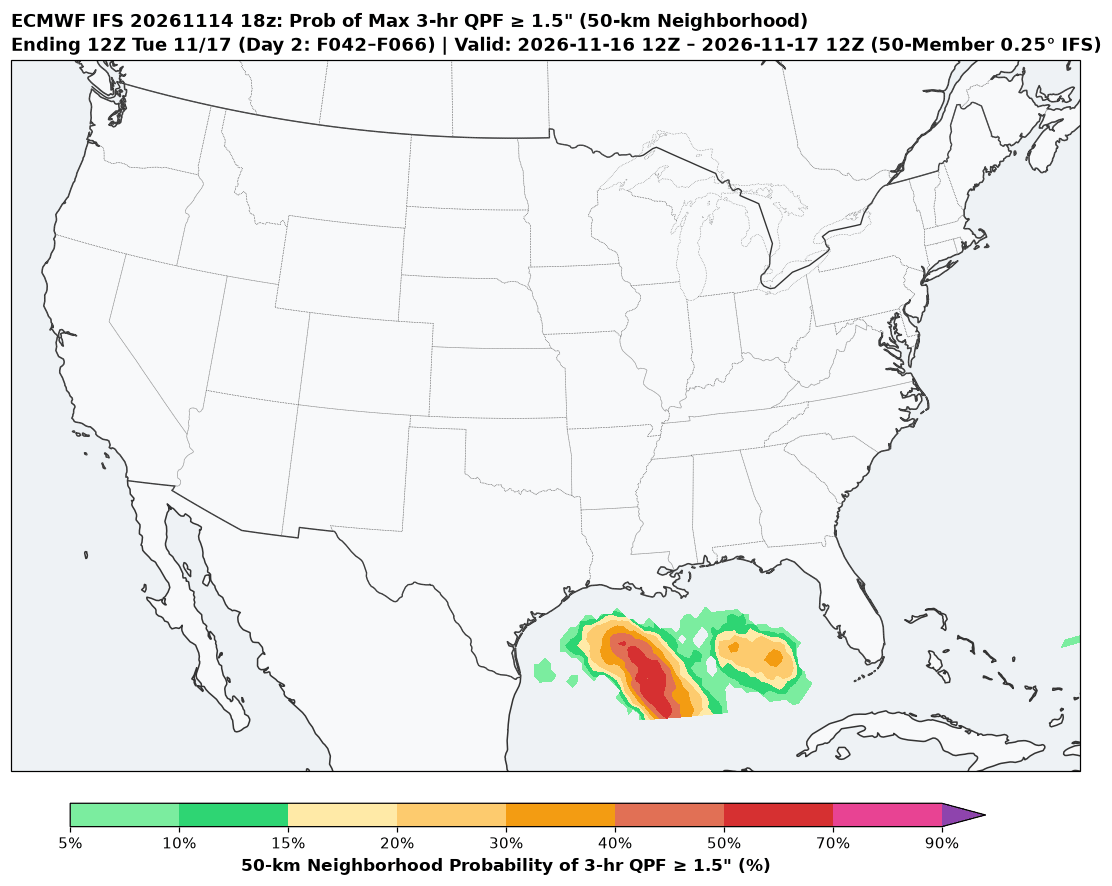 ECMWF IFS 20261114 18z: Prob of Max 3-hr QPF ≥ 1.5" (50-km Neighborhood)
Ending 12Z Tue 11/17 (Day 2: F042–F066) | Valid: 2026-11-16 12Z – 2026-11-17 12Z (50-Member 0.25° IFS)
5% 10% 15% 20% 30% 40% 50% 70% 90%
50-km Neighborhood Probability of 3-hr QPF ≥ 1.5" (%)